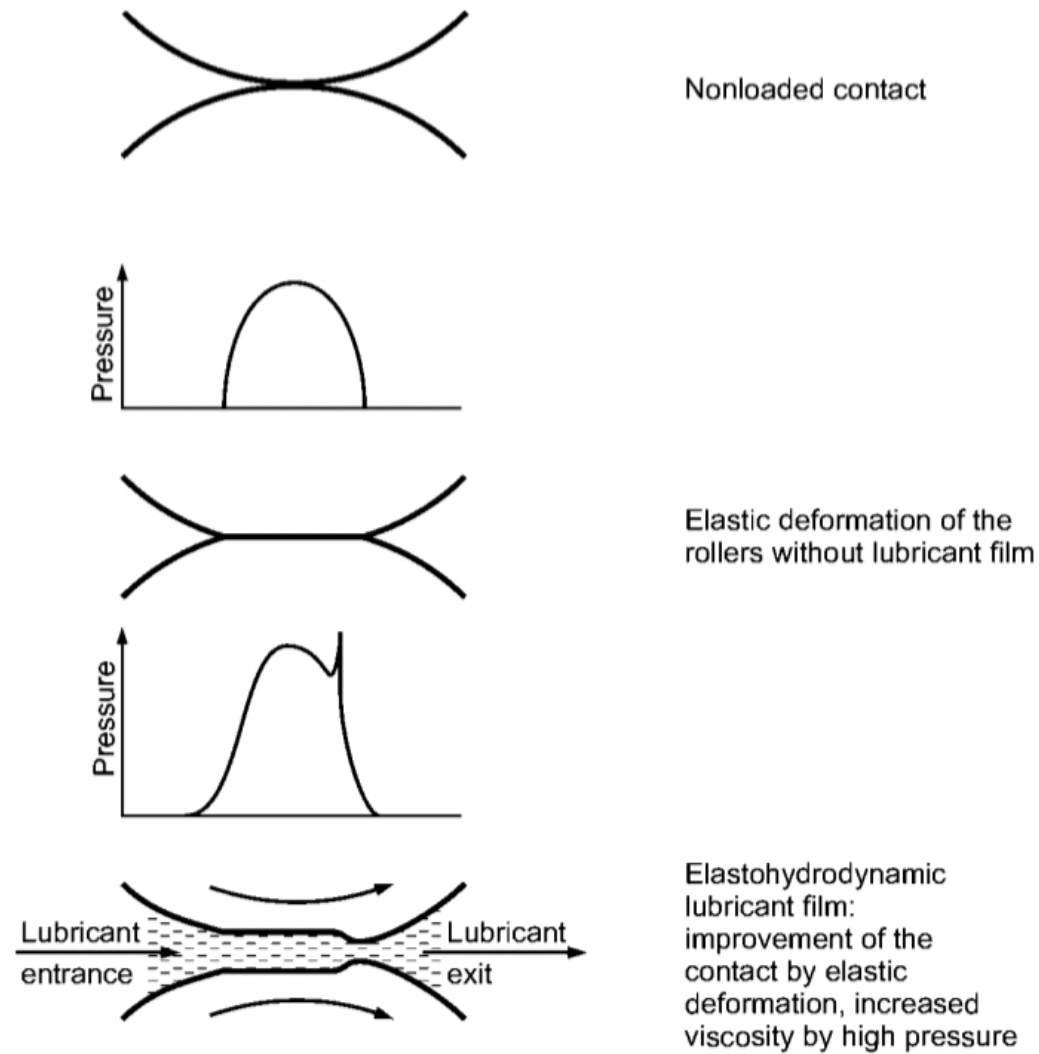 Nonloaded contact
Pressure
Elastic deformation of the
rollers without lubricant film
Pressure
Elastohydrodynamic
lubricant film:
improvement of the
contact by elastic
deformation, increased
viscosity by high pressure
Lubricant
entrance
Lubricant
exit